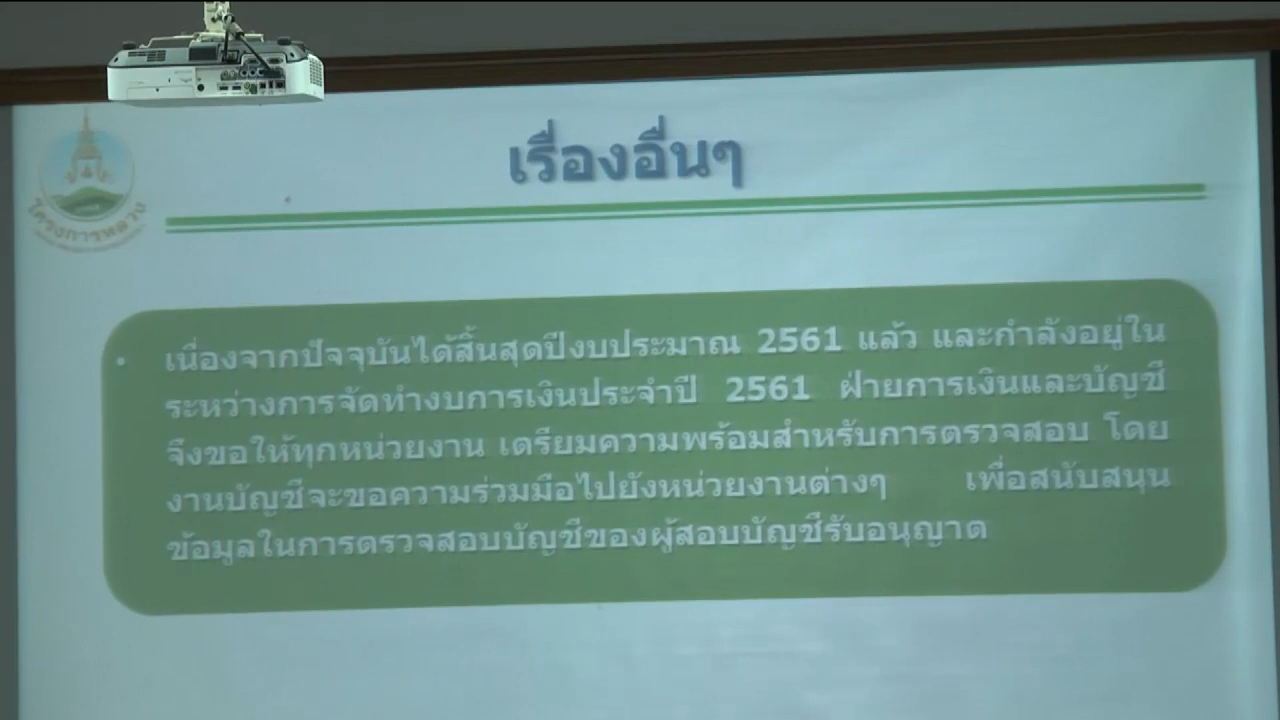 เรื่องอื่นๆ
โครงการหลวง
• เนื่องจากปัจจุบันได้สิ้นสุดปีงบประมาณ 2561 แล้ว และกำลังอยู่ใน
ระหว่างการจัดทำงบการเงินประจำปี 2561 ฝ่ายการเงินและบัญชี
จึงขอให้ทุกหน่วยงาน เตรียมความพร้อมสำหรับการตรวจสอบ โดย
งานบัญชีจะขอความร่วมมือไปยังหน่วยงานต่างๆ เพื่อสนับสนุน
ข้อมูลในการตรวจสอบบัญชีของผู้สอบบัญชีรับอนุญาต